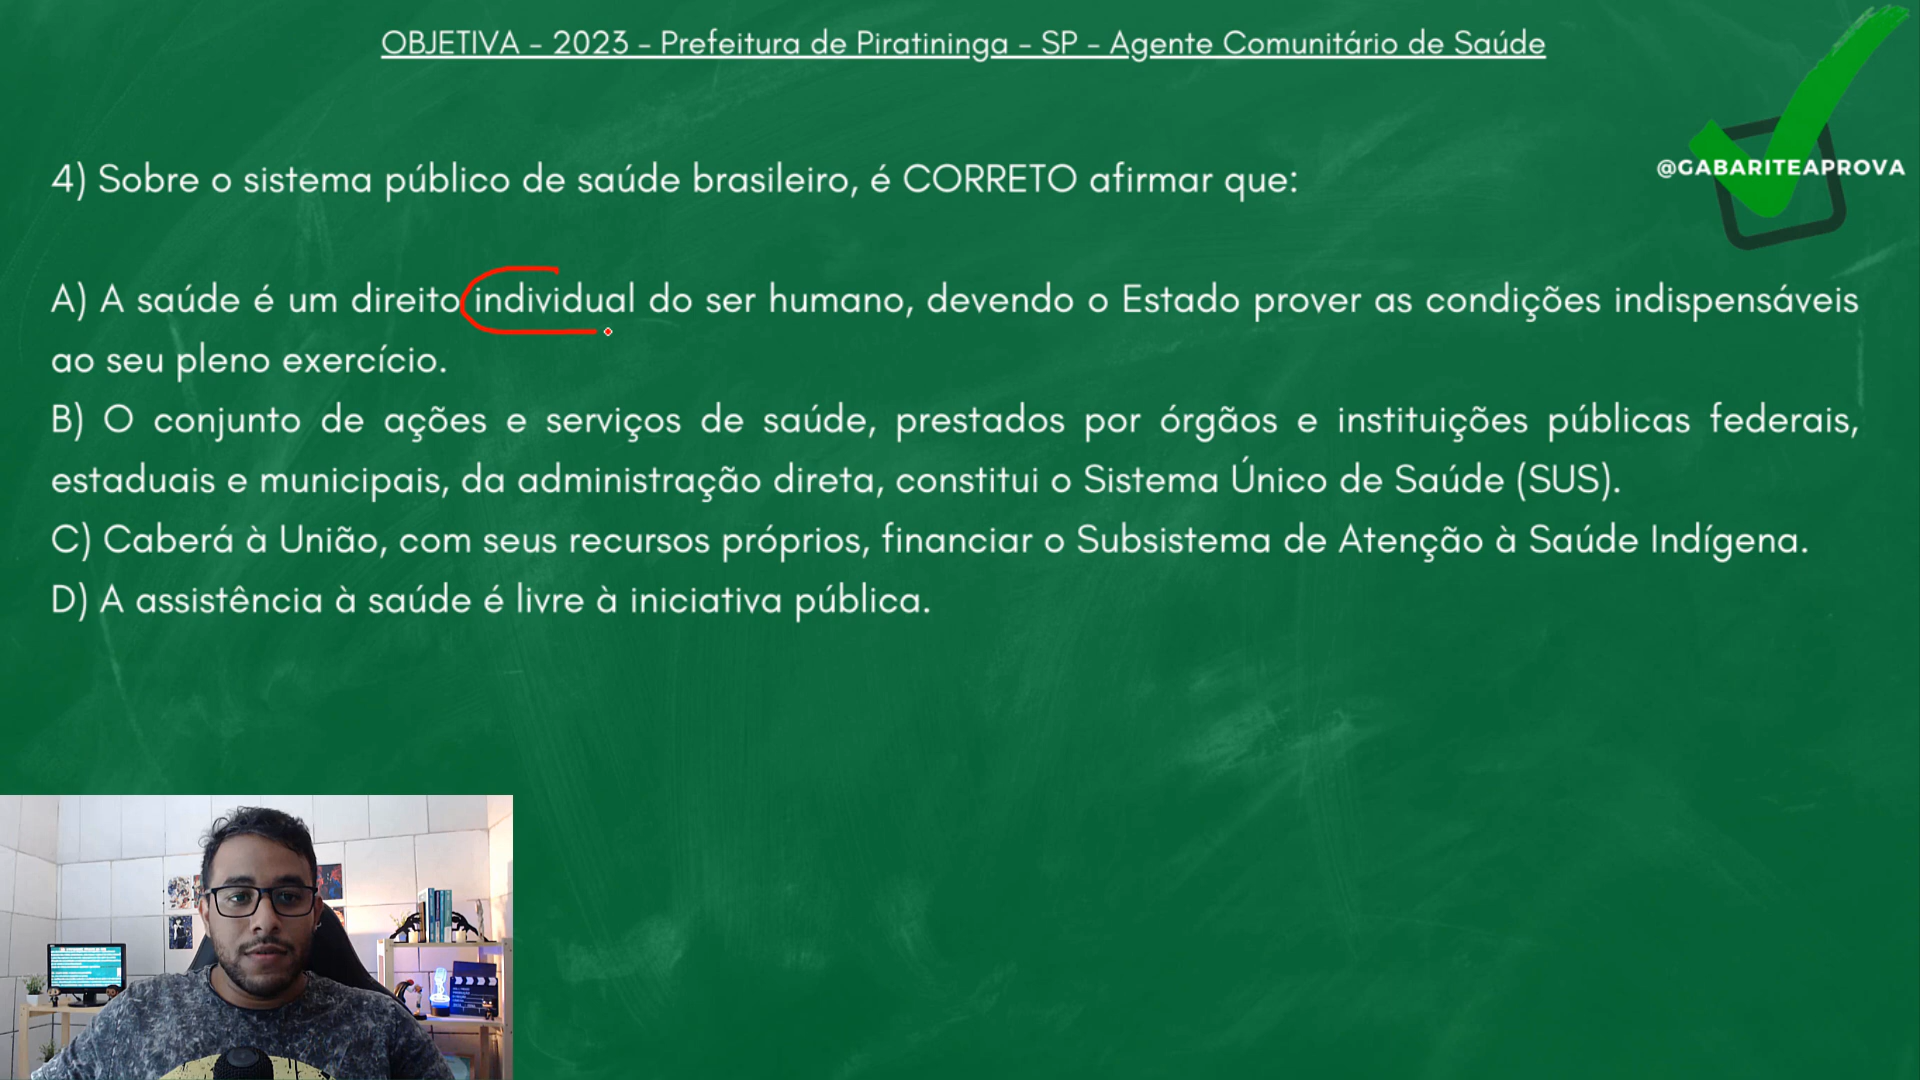 OBJETIVA - 2023 - Prefeitura de Piratininga - SP - Agente Comunitário de Saúde
@GABARITEAPROVA
4) Sobre o sistema público de saúde brasileiro, é CORRETO afirmar que:
A) A saúde é um direito individual do ser humano, devendo o Estado prover as condições indispensáveis
ao seu pleno exercício.
B) O conjunto de ações e serviços de saúde, prestados por órgãos e instituições públicas federais,
estaduais e municipais, da administração direta, constitui o Sistema Único de Saúde (SUS).
C) Caberá à União, com seus recursos próprios, financiar o Subsistema de Atenção à Saúde Indígena.
D) A assistência à saúde é livre à iniciativa pública.